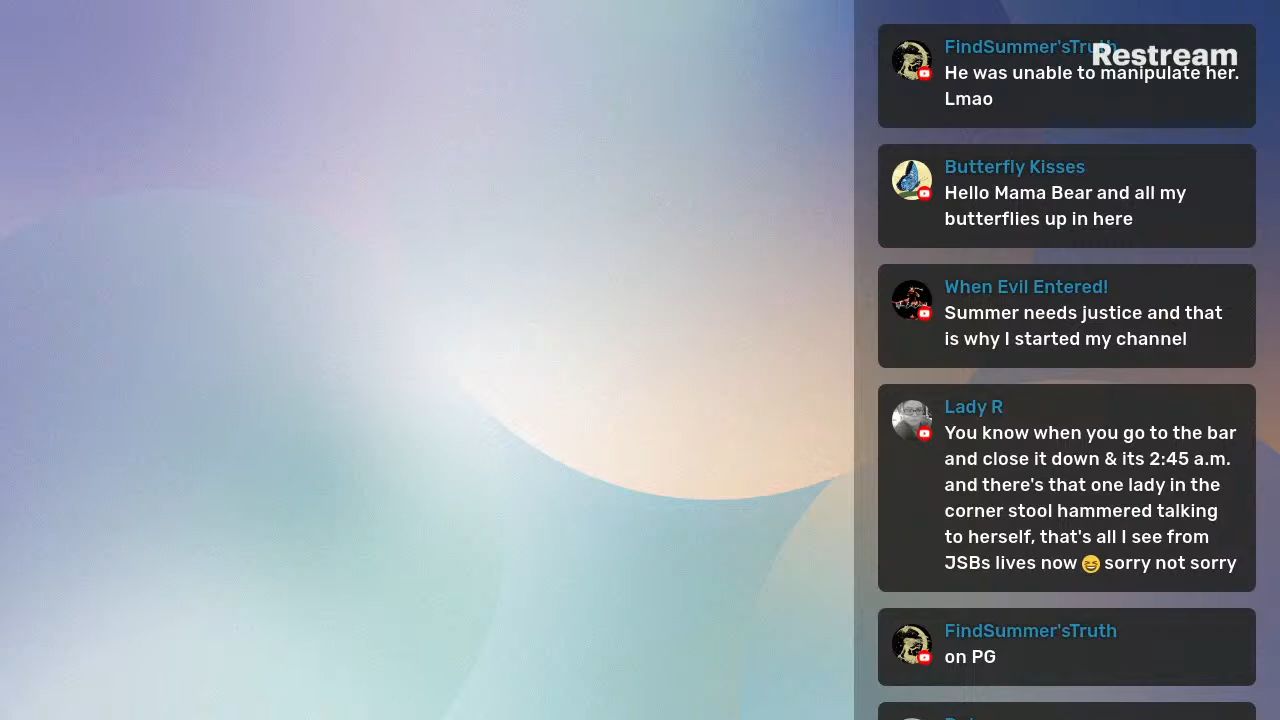 FindSummer'sTruth
Restream
He was unable to manipulate her.
Lmao
Butterfly Kisses
Hello Mama Bear and all my
butterflies up in here
When Evil Entered!
Summer needs justice and that
is why I started my channel
Lady R
You know when you go to the bar
and close it down & its 2:45 a.m.
and there's that one lady in the
corner stool hammered talking
to herself, that's all I see from
JSBs lives now 😆 sorry not sorry
FindSummer'sTruth
on PG